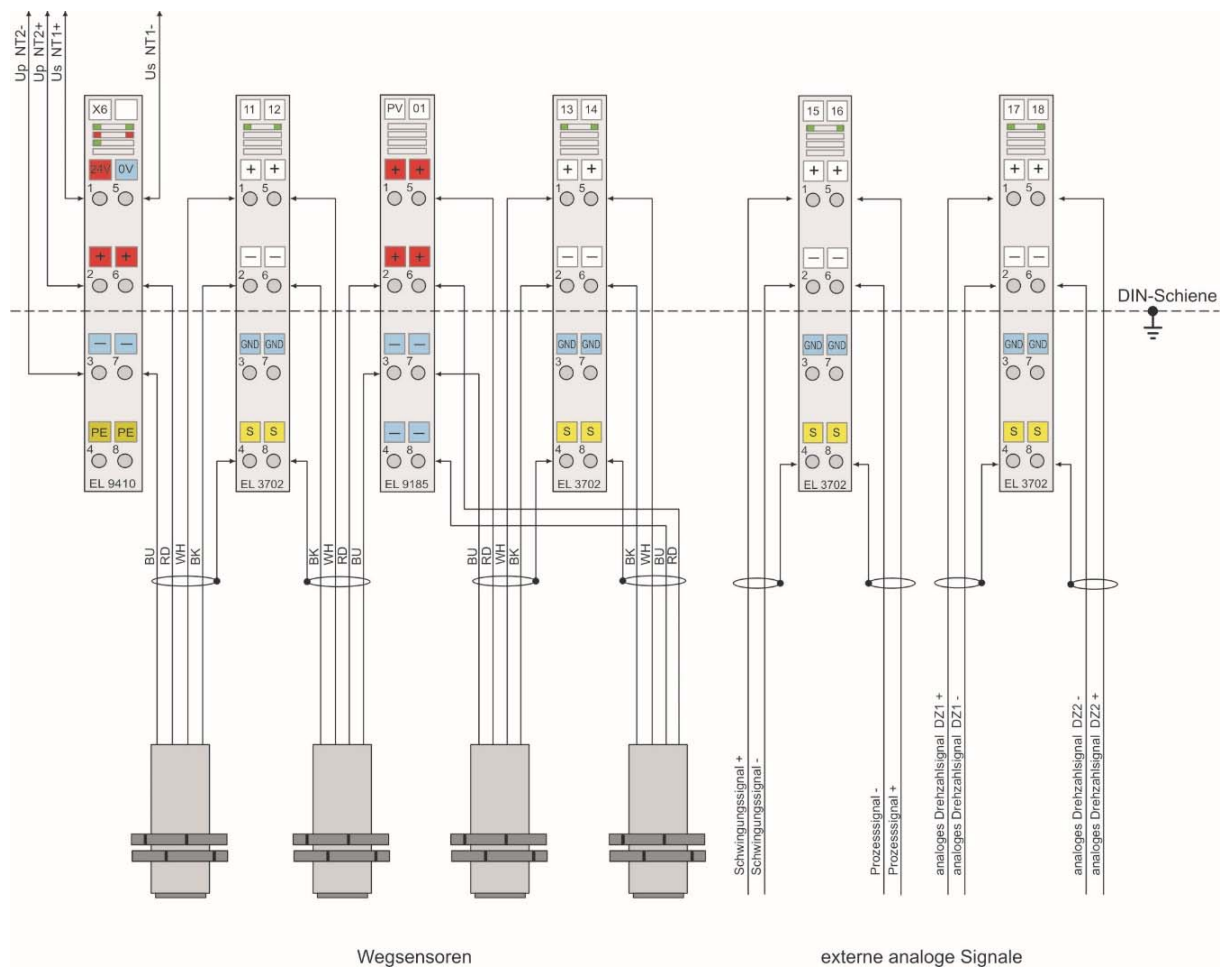 Up NT2-
Up NT2+
Us NT1+
Us NT1-
X6
11 12
PV 01
13 14
15 16
17 18
24V 0V
+ +
+ +
+ +
+ +
+ +
1 5
1 5
1 5
1 5
1 5
1 5
+ +
— —
+ +
— —
— —
— —
2 6
2 6
2 6
2 6
2 6
2 6
DIN-Schiene
— —
GND GND
— —
GND GND
GND GND
GND GND
3 7
3 7
3 7
3 7
3 7
3 7
PE PE
S S
— —
S S
S S
S S
4 8
4 8
4 8
4 8
4 8
4 8
EL 9410
EL 3702
EL 9185
EL 3702
EL 3702
EL 3702
BU
RD
WH
BK
BK
WH
RD
BU
BU
RD
WH
BK
BK
WH
BU
RD
Schwingungssignal +
Schwingungssignal -
Prozesssignal -
Prozesssignal +
analoges Drehzahlsignal DZ1 +
analoges Drehzahlsignal DZ1 -
analoges Drehzahlsignal DZ2 -
analoges Drehzahlsignal DZ2 +
Wegsensoren
externe analoge Signale